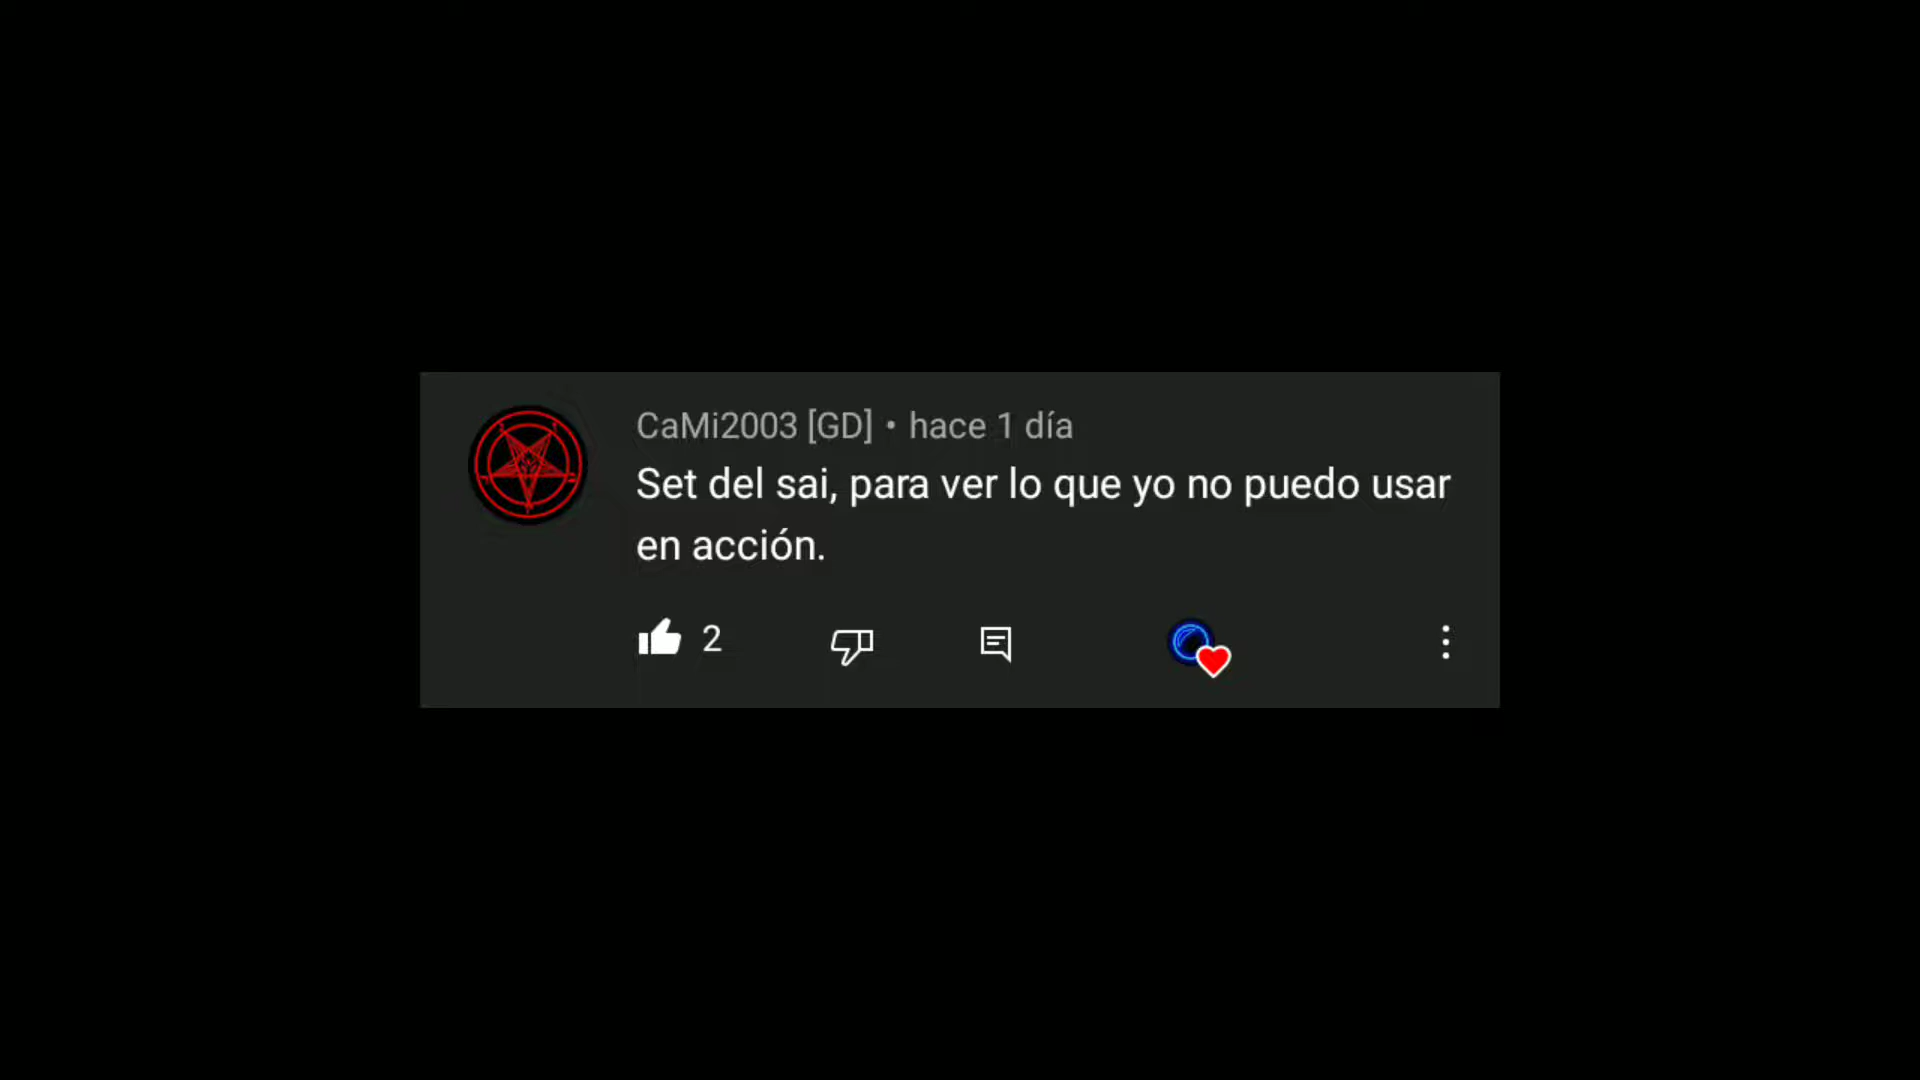 CaMi2003 [GD] • hace 1 día
Set del sai, para ver lo que yo no puedo usar
en acción.
2